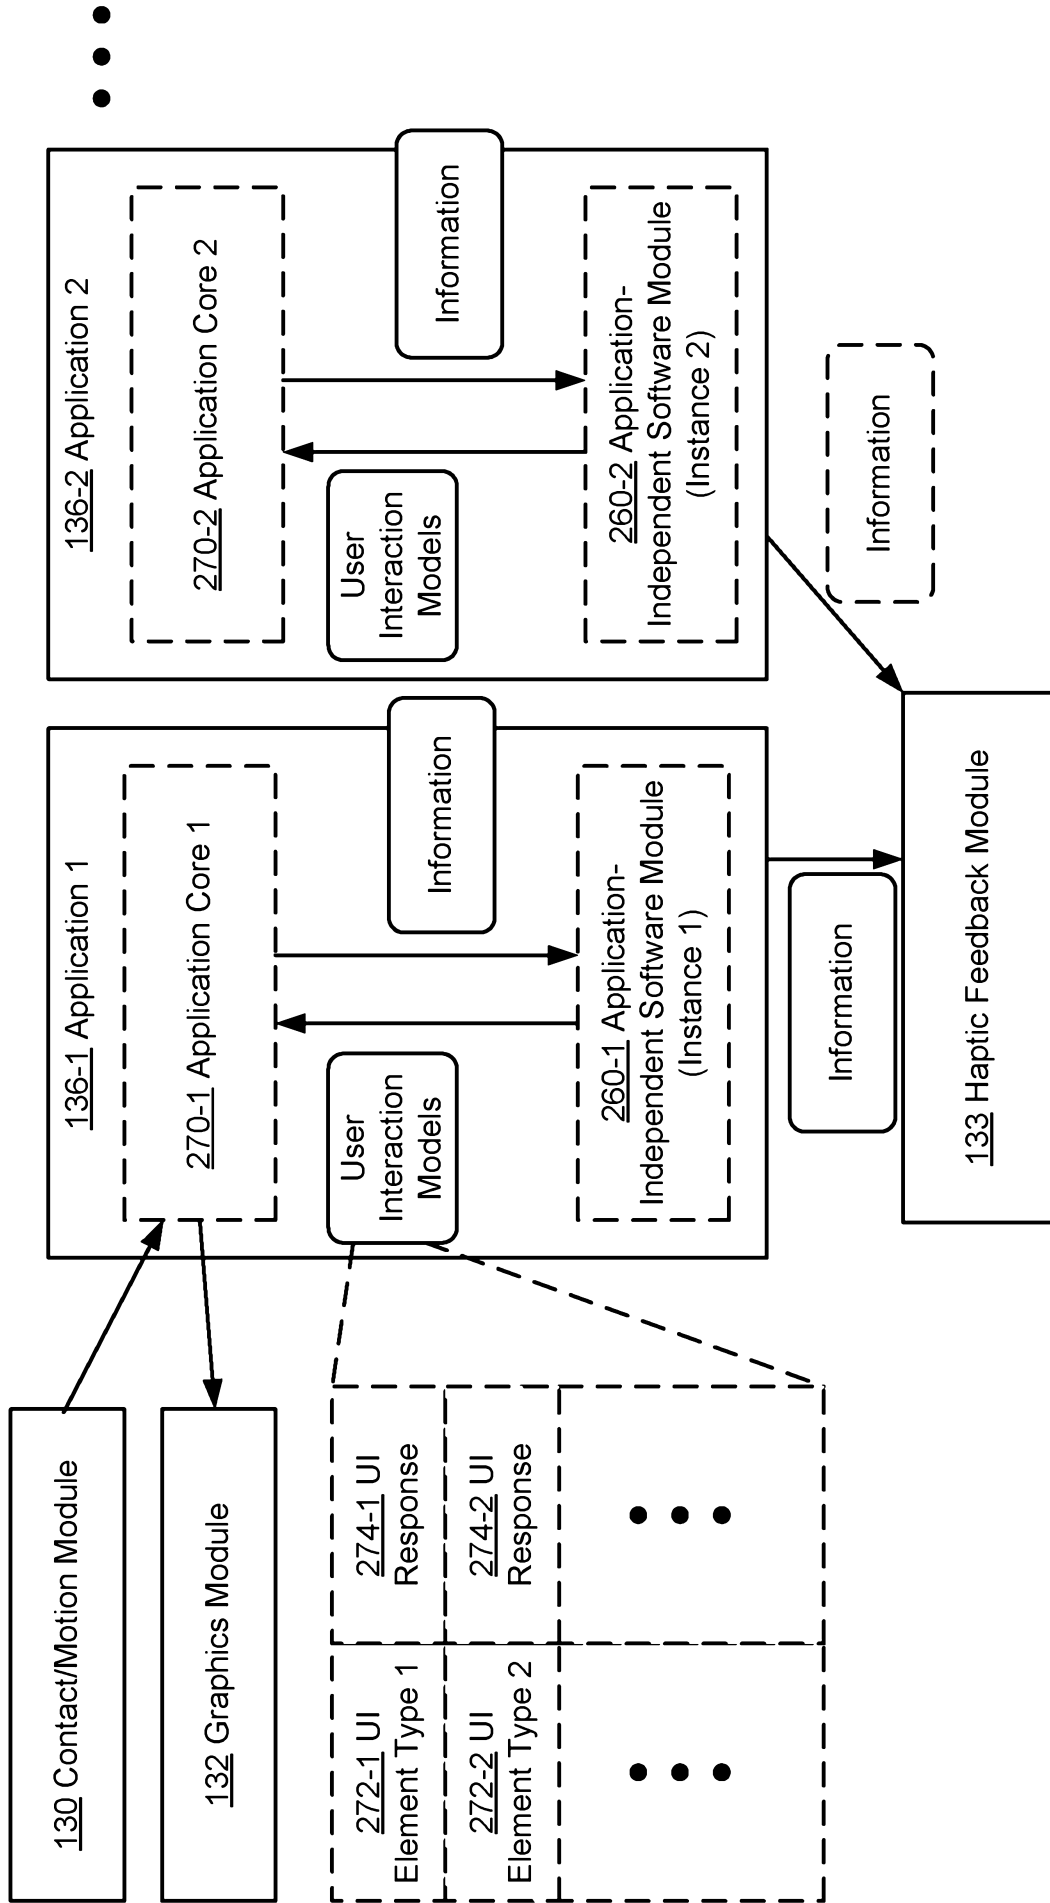 130 Contact/Motion Module
132 Graphics Module
136-1 Application 1
270-1 Application Core 1
User
Interaction
Models
Information
260-1 Application-
Independent Software Module
(Instance 1)
136-2 Application 2
270-2 Application Core 2
User
Interaction
Models
Information
260-2 Application-
Independent Software Module
(Instance 2)
272-1 UI
Element Type 1
274-1 UI
Response
272-2 UI
Element Type 2
274-2 UI
Response
Information
Information
133 Haptic Feedback Module